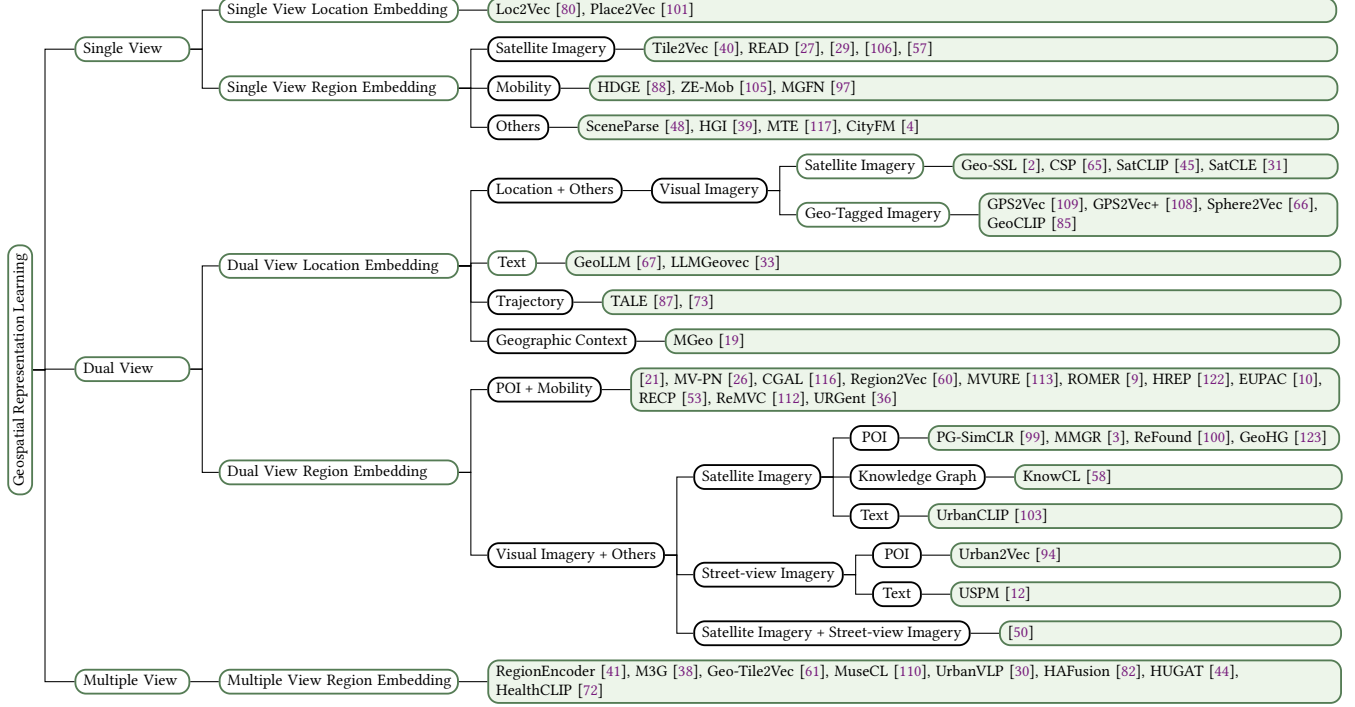 Geospatial Representation Learning
Single View
Single View Location Embedding
Loc2Vec [80], Place2Vec [101]
Single View Region Embedding
Satellite Imagery
Tile2Vec [40], READ [27], [29], [106], [57]
Mobility
HDGE [88], ZE-Mob [105], MGFN [97]
Others
SceneParse [48], HGI [39], MTE [117], CityFM [4]
Dual View
Dual View Location Embedding
Location + Others
Visual Imagery
Satellite Imagery
Geo-SSL [2], CSP [65], SatCLIP [45], SatCLE [31]
Geo-Tagged Imagery
GPS2Vec [109], GPS2Vec+ [108], Sphere2Vec [66],
GeoCLIP [85]
Text
GeoLLM [67], LLMGeovec [33]
Trajectory
TALE [87], [73]
Geographic Context
MGeo [19]
Dual View Region Embedding
POI + Mobility
[21], MV-PN [26], CGAL [116], Region2Vec [60], MVURE [113], ROMER [9], HREP [122], EUPAC [10],
RECP [53], ReMVC [112], URGent [36]
Visual Imagery + Others
Satellite Imagery
POI
PG-SimCLR [99], MMGR [3], ReFound [100], GeoHG [123]
Knowledge Graph
KnowCL [58]
Text
UrbanCLIP [103]
Street-view Imagery
POI
Urban2Vec [94]
Text
USPM [12]
Satellite Imagery + Street-view Imagery
[50]
Multiple View
Multiple View Region Embedding
RegionEncoder [41], M3G [38], Geo-Tile2Vec [61], MuseCL [110], UrbanVLP [30], HAFusion [82], HUGAT [44],
HealthCLIP [72]